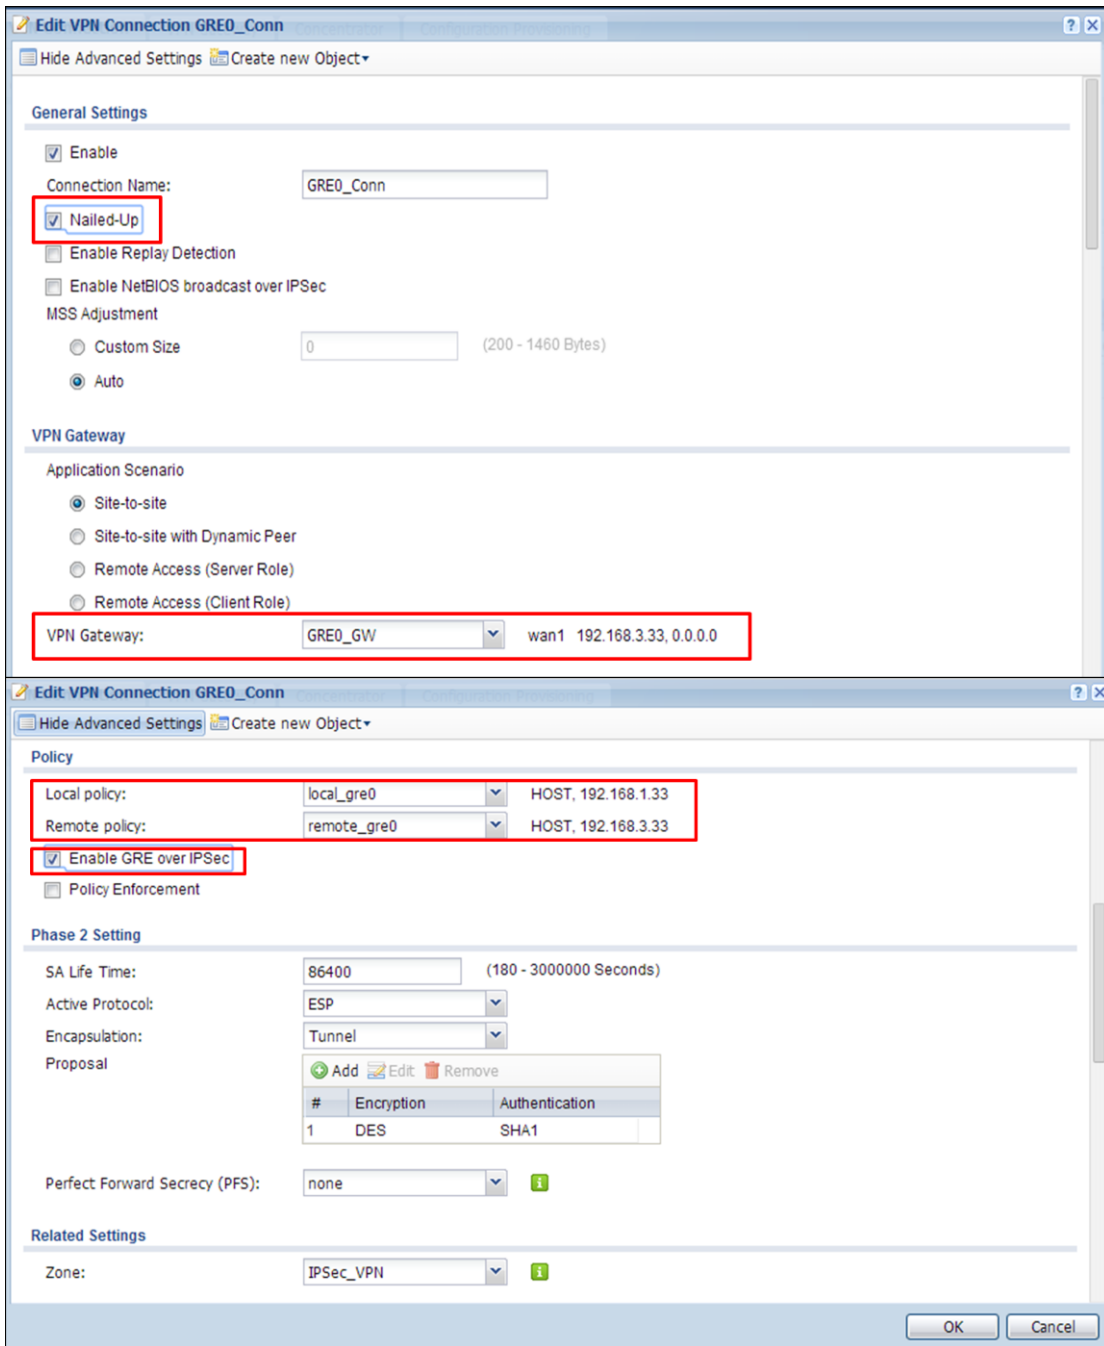 Edit VPN Connection GRE0_Conn Concentrator Configuration Provisioning
Hide Advanced Settings Create new Object
General Settings
Enable
Connection Name: GRE0_Conn
Nailed-Up
Enable Replay Detection
Enable NetBIOS broadcast over IPSec
MSS Adjustment
Custom Size 0 (200 - 1460 Bytes)
Auto
VPN Gateway
Application Scenario
Site-to-site
Site-to-site with Dynamic Peer
Remote Access (Server Role)
Remote Access (Client Role)
VPN Gateway: GRE0_GW wan1 192.168.3.33, 0.0.0.0
Edit VPN Connection GRE0_Conn Concentrator Configuration Provisioning
Hide Advanced Settings Create new Object
Policy
Local policy: local_gre0 HOST, 192.168.1.33
Remote policy: remote_gre0 HOST, 192.168.3.33
Enable GRE over IPSec
Policy Enforcement
Phase 2 Setting
SA Life Time: 86400 (180 - 3000000 Seconds)
Active Protocol: ESP
Encapsulation: Tunnel
Proposal Add Edit Remove
# Encryption Authentication
1 DES SHA1
Perfect Forward Secrecy (PFS): none
Related Settings
Zone: IPSec_VPN
OK Cancel